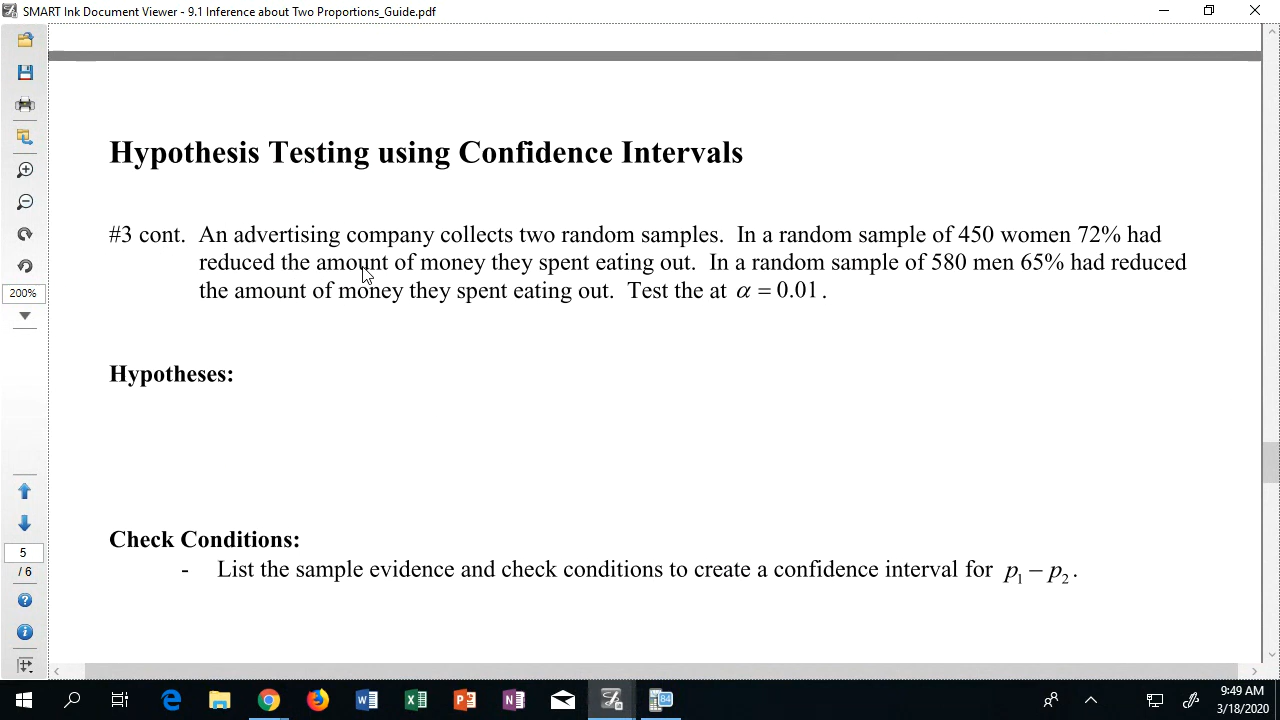 SMART Ink Document Viewer - 9.1 Inference about Two Proportions_Guide.pdf
Hypothesis Testing using Confidence Intervals
#3 cont. An advertising company collects two random samples. In a random sample of 450 women 72% had
reduced the amount of money they spent eating out. In a random sample of 580 men 65% had reduced
the amount of money they spent eating out. Test the at α = 0.01.
200%
Hypotheses:
Check Conditions:
- List the sample evidence and check conditions to create a confidence interval for p₁ − p₂.
5
/ 6
84
9:49 AM
3/18/2020